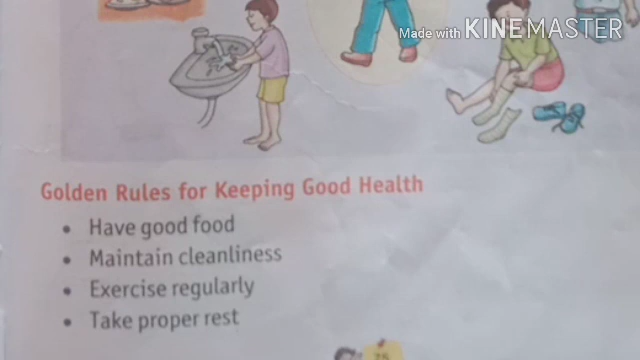 Made with KINEMASTER
Golden Rules for Keeping Good Health
• Have good food
• Maintain cleanliness
• Exercise regularly
• Take proper rest